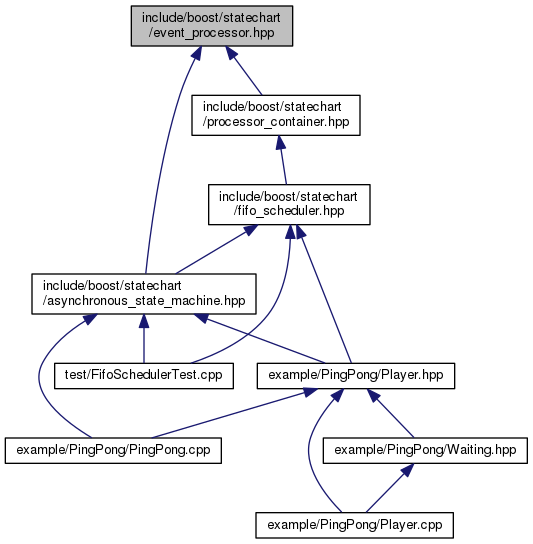 include/boost/statechart
/event_processor.hpp
include/boost/statechart
/processor_container.hpp
include/boost/statechart
/fifo_scheduler.hpp
include/boost/statechart
/asynchronous_state_machine.hpp
test/FifoSchedulerTest.cpp
example/PingPong/Player.hpp
example/PingPong/PingPong.cpp
example/PingPong/Waiting.hpp
example/PingPong/Player.cpp